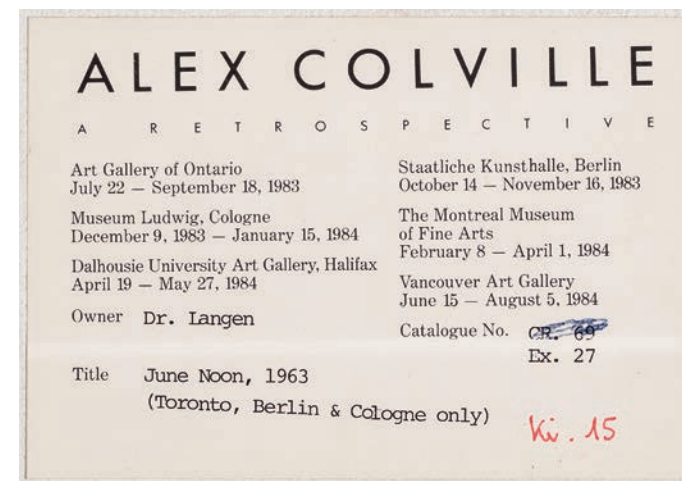 ALEX COLVILLE
A RETROSPECTIVE
Art Gallery of Ontario
July 22 — September 18, 1983
Museum Ludwig, Cologne
December 9, 1983 — January 15, 1984
Dalhousie University Art Gallery, Halifax
April 19 — May 27, 1984
Staatliche Kunsthalle, Berlin
October 14 — November 16, 1983
The Montreal Museum
of Fine Arts
February 8 — April 1, 1984
Vancouver Art Gallery
June 15 — August 5, 1984
Owner Dr. Langen
Catalogue No. CR. 69
Ex. 27
Title June Noon, 1963
(Toronto, Berlin & Cologne only)
Ki. 15